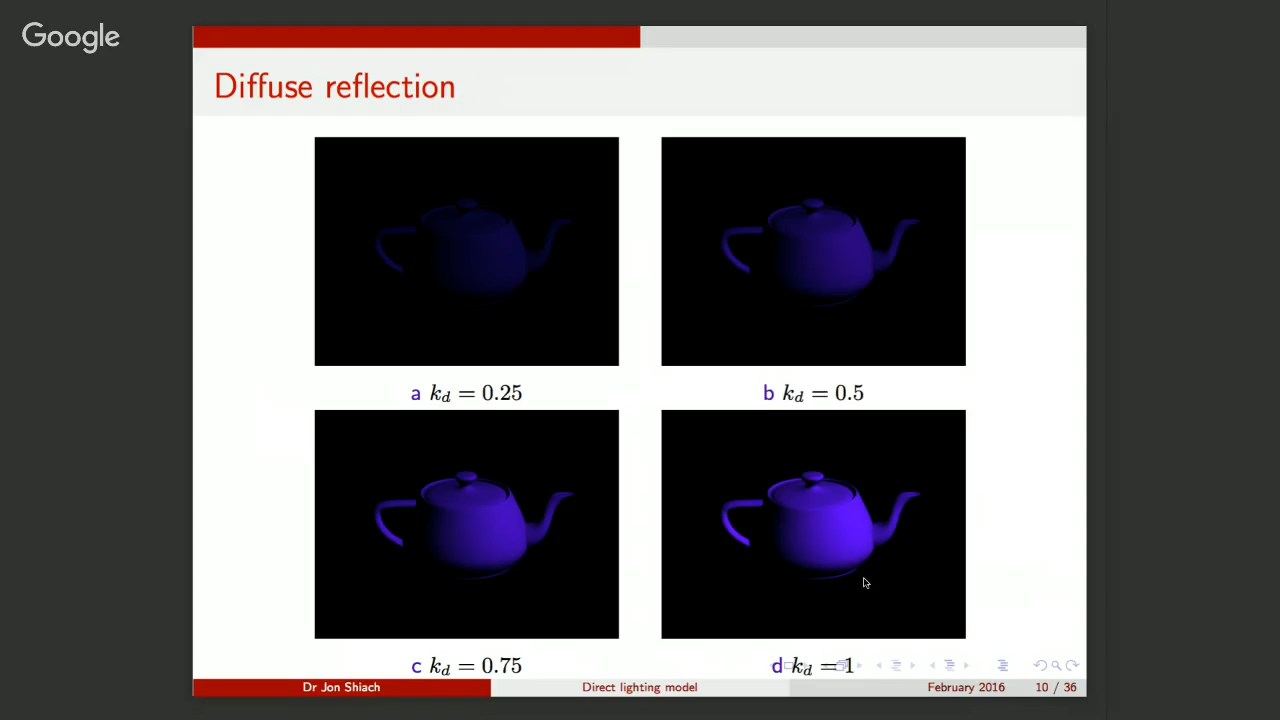 Google
Diffuse reflection
a k_d = 0.25
b k_d = 0.5
c k_d = 0.75
d k_d = 1
Dr Jon Shiach
Direct lighting model
February 2016
10 / 36